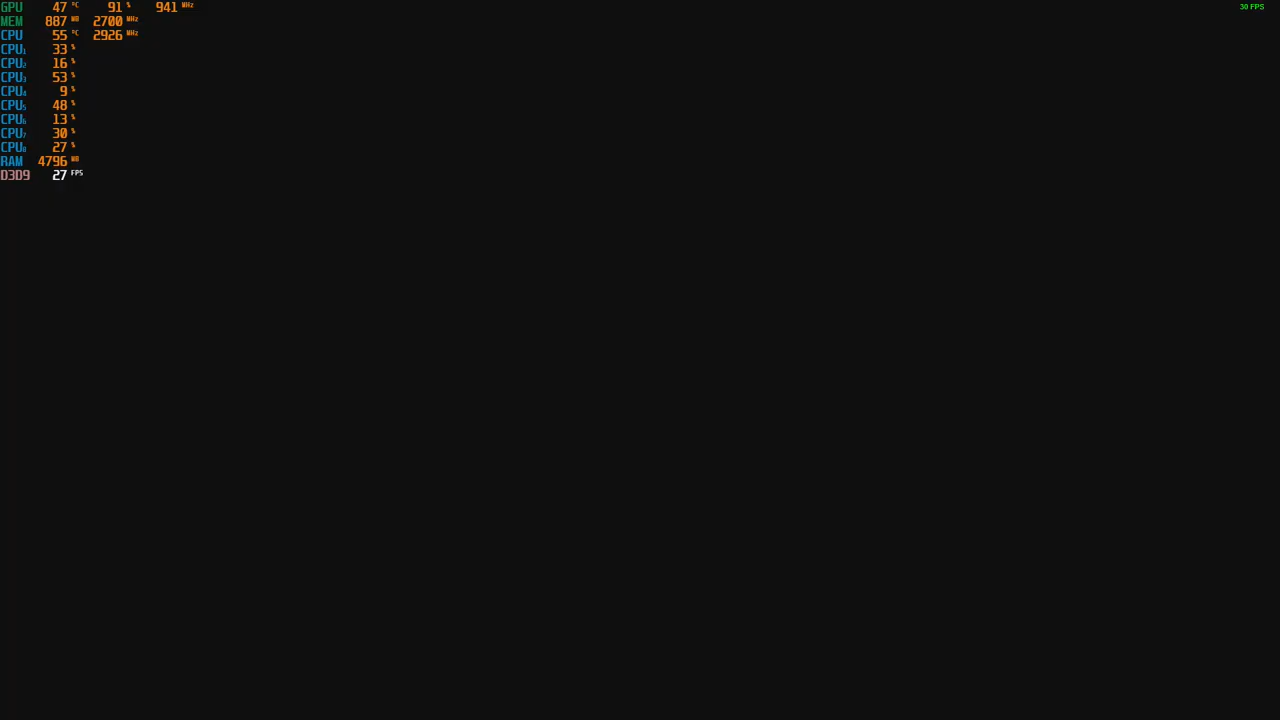 GPU 47 °C 91 % 941 MHz
30 FPS
MEM 887 MB 2700 MHz
CPU 55 °C 2926 MHz
CPU1 33 %
CPU2 16 %
CPU3 53 %
CPU4 9 %
CPU5 48 %
CPU6 13 %
CPU7 30 %
CPU8 27 %
RAM 4796 MB
D3D9 27 FPS